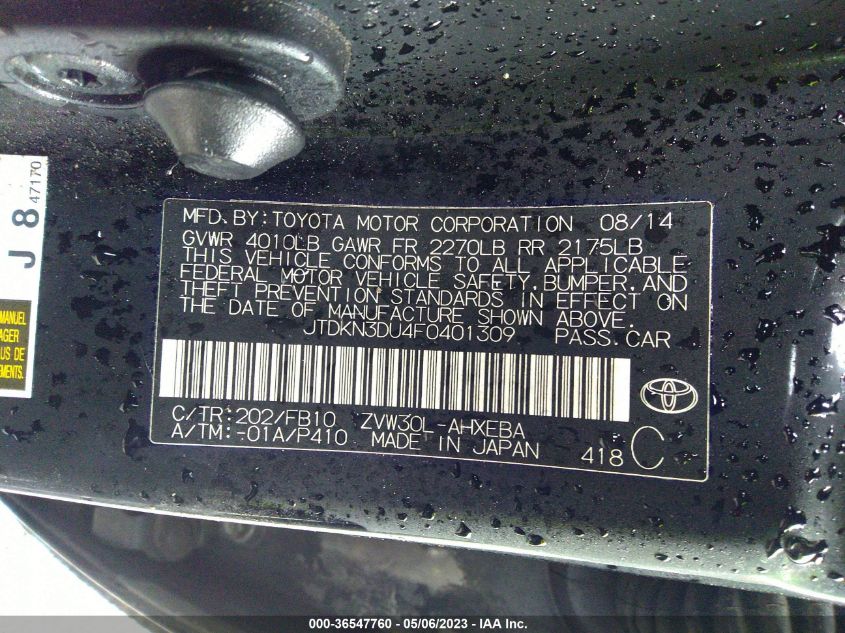 MFD. BY: TOYOTA MOTOR CORPORATION 08/14
GVWR 4010LB GAWR FR 2270LB RR 2175LB
THIS VEHICLE CONFORMS TO ALL APPLICABLE
FEDERAL MOTOR VEHICLE SAFETY, BUMPER, AND
THEFT PREVENTION STANDARDS IN EFFECT ON
THE DATE OF MANUFACTURE SHOWN ABOVE.
JTDKN3DU4F0401309 PASS. CAR
C/TR: 202/FB10 ZVW30L-AHXEBA
A/TM: -01A/P410 MADE IN JAPAN
418 C
J 8
47170
MANUEL
000-36547760 - 05/06/2023 - IAA Inc.